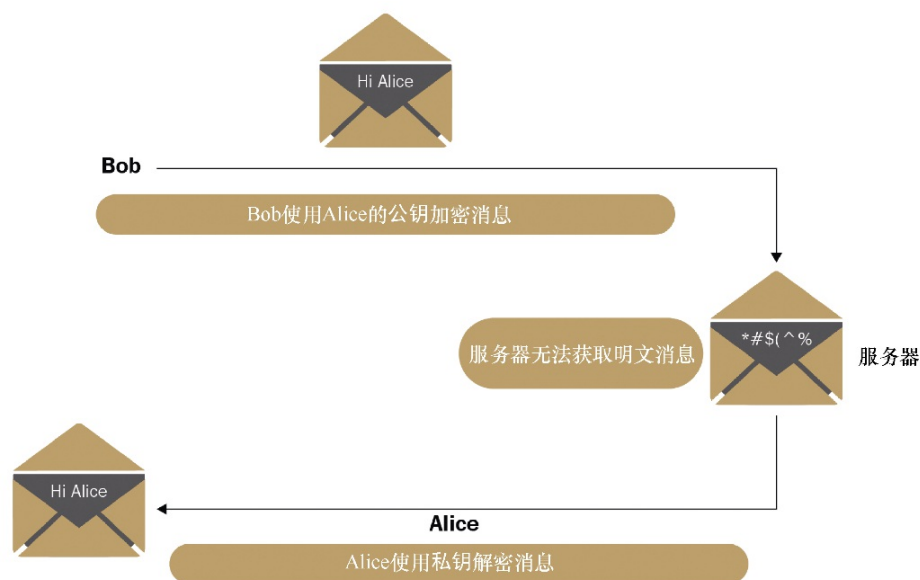 Hi Alice
Bob
Bob使用Alice的公钥加密消息
*#$(^%
服务器无法获取明文消息
服务器
Hi Alice
Alice
Alice使用私钥解密消息